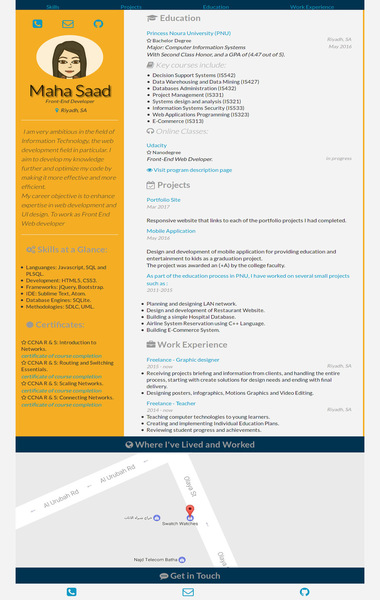 Skills Projects Education Work Experience
Maha Saad
Front-End Developer
Riyadh, SA
I am very ambitious in the field of
Information Technology, the web
development field in particular. I
aim to develop my knowledge
further and optimize my code by
making it more effective and more
efficient.
My career objective is to enhance
expertise in web development and
UI design. To work as Front End
Web developer
Skills at a Glance:
Languages: Javascript, SQL and
PLSQL.
Development: HTML5, CSS3.
Frameworks: jQuery, Bootstrap.
IDE: Sublime Text, Atom.
Database Engines: SQLite.
Methodologies: SDLC, UML.
Certificates:
CCNA R & S: Introduction to
Networks.
certificate of course completion
CCNA R & S: Routing and Switching
Essentials.
certificate of course completion
CCNA R & S: Scaling Networks.
certificate of course completion
CCNA R & S: Connecting Networks.
certificate of course completion
Education
Princess Noura University (PNU)
Bachelor Degree Riyadh, SA
Major: Computer Information Systems May 2016
With Second Class Honor, and a GPA of (4.47 out of 5).
Key courses include:
Decision Support Systems (IS542)
Data Warehousing and Data Mining (IS427)
Databases Administration (IS432)
Project Management (IS331)
Systems design and analysis (IS321)
Information Systems Security (IS333)
Web Applications Programming (IS323)
E-Commerce (IS313)
Online Classes:
Udacity
Nanodegree
Front-End Web Dveloper. in progress
Visit program description page
Projects
Portfolio Site
Mar 2017
Responsive website that links to each of the portfolio projects I had completed.
Mobile Application
May 2016
Design and development of mobile application for providing education and
entertainment to kids as a graduation project.
The project was awarded an (+A) by the college faculty.
As part of the education process in PNU, I have worked on several small projects
such as :
2011-2015
Planning and designing LAN network.
Design and development of Restaurant Website.
Building a simple Hospital Database.
Airline System Reservation using C++ Language.
Building E-Commerce System.
Work Experience
Freelance - Graphic designer
2015 - now Riyadh, SA
Receiving projects briefing and information from clients, and handling the entire
process, starting with create solutions for design needs and ending with final
delivery.
Designing posters, infographics, Motions Graphics and Video Editing.
Freelance - Teacher
2014 - now Riyadh, SA
Teaching computer technologies to young learners.
Creating and implementing Individual Education Plans.
Reviewing student progress and achievements.
Where I've Lived and Worked
Al Urubah Rd
Al Urubah Rd
Olaya St
Olaya St
Swatch Watches
Najd Telecom Batha
Get in Touch